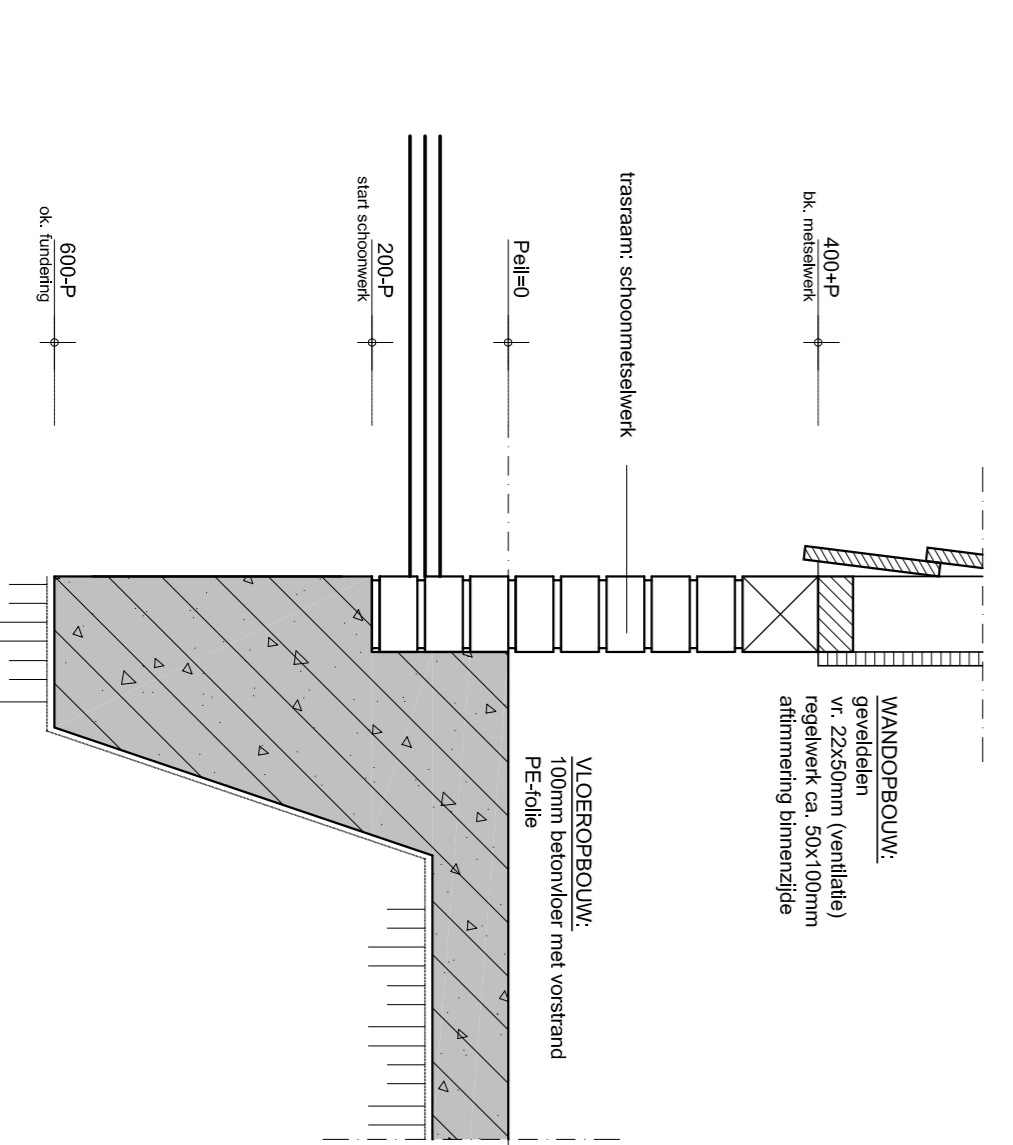 400+P
bk. metselwerk
trasraam: schoonmetselwerk
Peil=0
200-P
start schoonwerk
600-P
ok. fundering
WANDOPBOUW:
geveldelen
vr. 22x50mm (ventilatie)
regelwerk ca. 50x100mm
aftimmering binnenzijde
VLOEROPBOUW:
100mm betonvloer met vorstrand
PE-folie